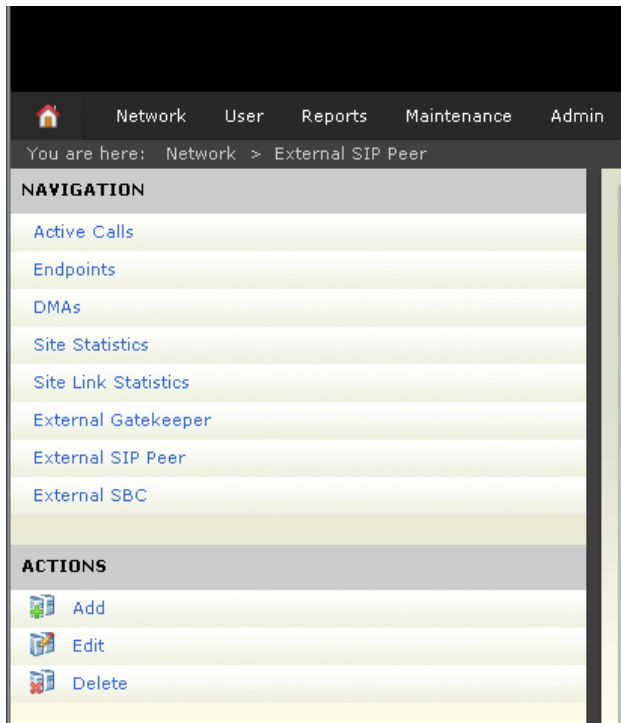 Network User Reports Maintenance Admin
You are here: Network > External SIP Peer
NAVIGATION
Active Calls
Endpoints
DMAs
Site Statistics
Site Link Statistics
External Gatekeeper
External SIP Peer
External SBC
ACTIONS
Add
Edit
Delete